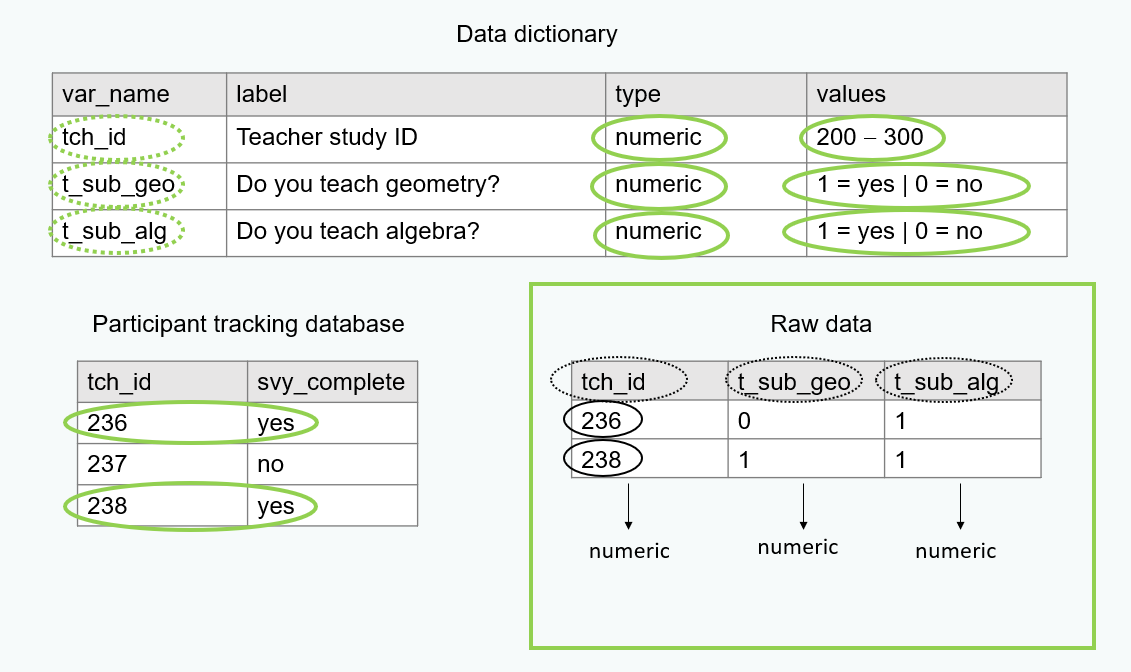 Data dictionary
var_name label type values
tch_id Teacher study ID numeric 200 – 300
t_sub_geo Do you teach geometry? numeric 1 = yes | 0 = no
t_sub_alg Do you teach algebra? numeric 1 = yes | 0 = no
Participant tracking database
tch_id svy_complete
236 yes
237 no
238 yes
Raw data
tch_id t_sub_geo t_sub_alg
236 0 1
238 1 1
numeric numeric numeric